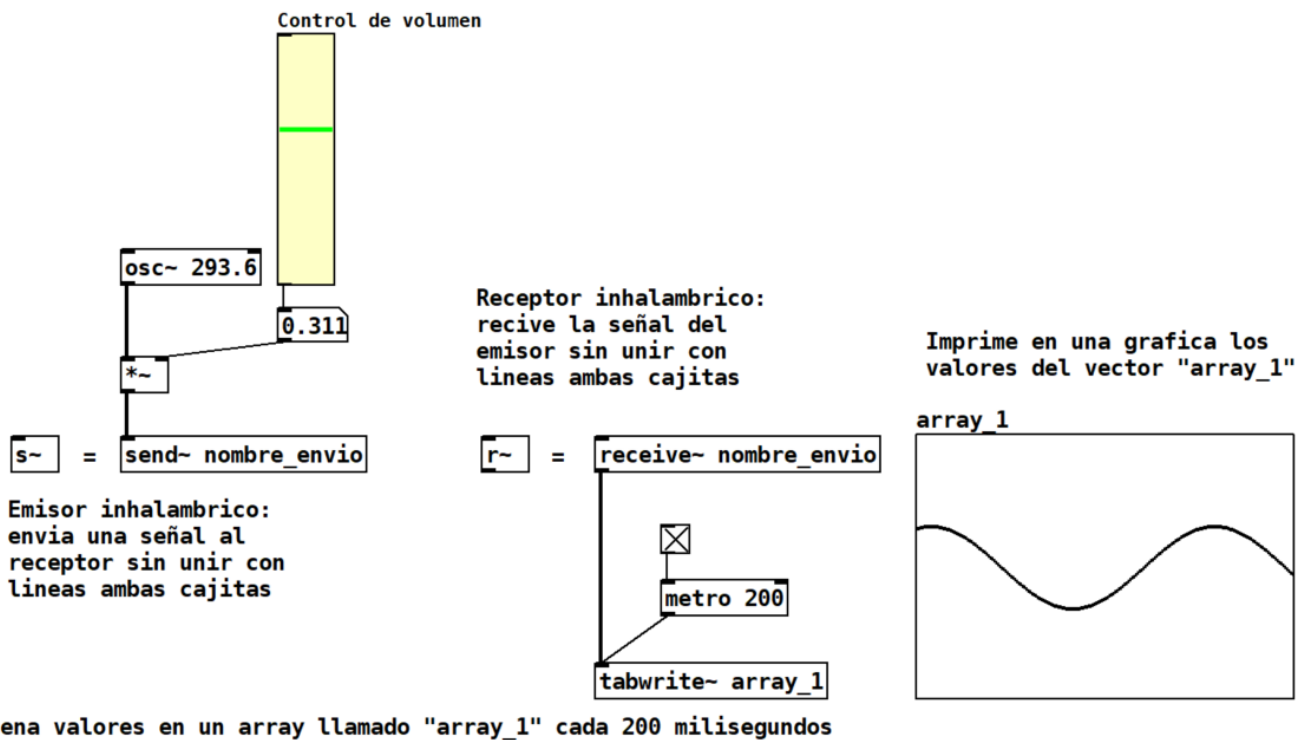 Control de volumen
osc~ 293.6
0.311
*~
s~ = send~ nombre_envio
Emisor inhalambrico:
envia una señal al
receptor sin unir con
lineas ambas cajitas
Receptor inhalambrico:
recive la señal del
emisor sin unir con
lineas ambas cajitas
r~ = receive~ nombre_envio
metro 200
tabwrite~ array_1
Imprime en una grafica los
valores del vector "array_1"
array_1
ena valores en un array llamado "array_1" cada 200 milisegundos